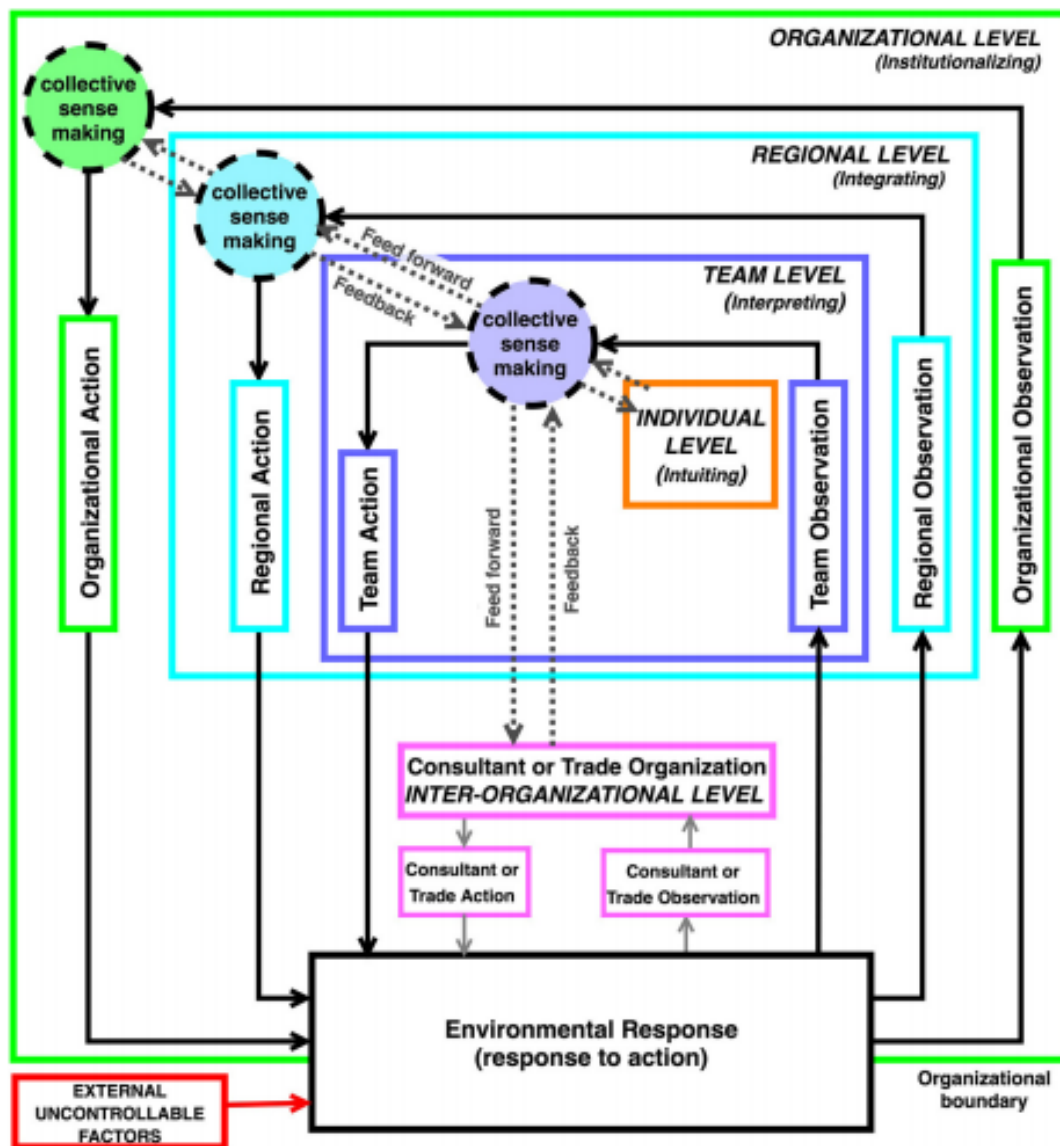 ORGANIZATIONAL LEVEL
(Institutionalizing)
collective
sense
making
REGIONAL LEVEL
(Integrating)
collective
sense
making
Feed forward
Feedback
TEAM LEVEL
(Interpreting)
collective
sense
making
INDIVIDUAL
LEVEL
(Intuiting)
Organizational Action
Regional Action
Team Action
Feed forward
Feedback
Team Observation
Regional Observation
Organizational Observation
Consultant or Trade Organization
INTER-ORGANIZATIONAL LEVEL
Consultant or
Trade Action
Consultant or
Trade Observation
Environmental Response
(response to action)
EXTERNAL
UNCONTROLLABLE
FACTORS
Organizational
boundary